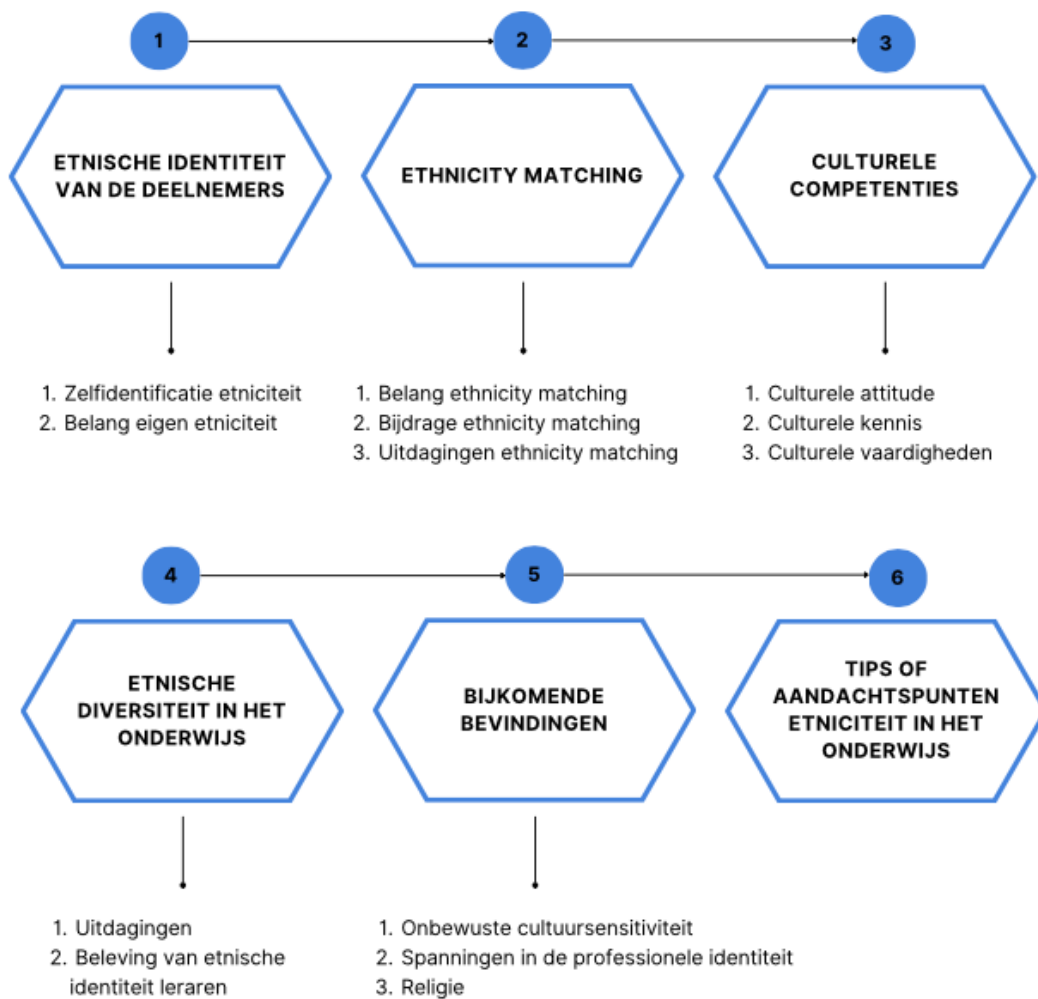 1
2
3
ETNISCHE IDENTITEIT
VAN DE DEELNEMERS
ETHNICITY MATCHING
CULTURELE
COMPETENTIES
1. Zelfidentificatie etniciteit
2. Belang eigen etniciteit
1. Belang ethnicity matching
2. Bijdrage ethnicity matching
3. Uitdagingen ethnicity matching
1. Culturele attitude
2. Culturele kennis
3. Culturele vaardigheden
4
5
6
ETNISCHE
DIVERSITEIT IN HET
ONDERWIJS
BIJKOMENDE
BEVINDINGEN
TIPS OF
AANDACHTSPUNTEN
ETNICITEIT IN HET
ONDERWIJS
1. Uitdagingen
2. Beleving van etnische
identiteit leraren
1. Onbewuste cultuursensitiviteit
2. Spanningen in de professionele identiteit
3. Religie